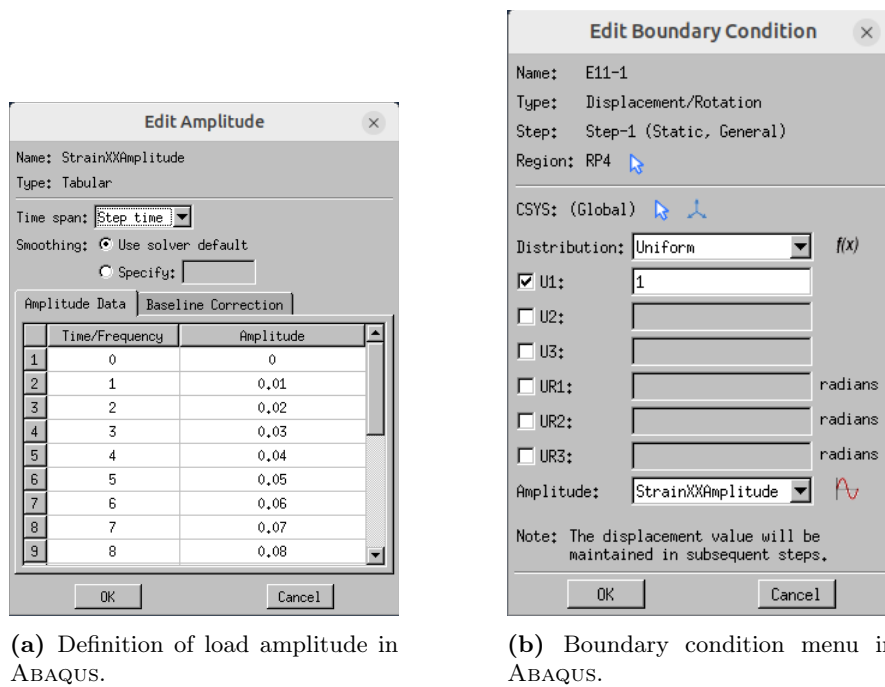 Edit Amplitude
Name: StrainXXAmplitude
Type: Tabular
Time span: Step time
Smoothing: Use solver default
Specify:
Amplitude Data Baseline Correction
Time/Frequency Amplitude
1 0 0
2 1 0.01
3 2 0.02
4 3 0.03
5 4 0.04
6 5 0.05
7 6 0.06
8 7 0.07
9 8 0.08
OK Cancel
(a) Definition of load amplitude in
ABAQUS.
Edit Boundary Condition
Name: E11-1
Type: Displacement/Rotation
Step: Step-1 (Static, General)
Region: RP4
CSYS: (Global)
Distribution: Uniform f(x)
U1: 1
U2:
U3:
UR1: radians
UR2: radians
UR3: radians
Amplitude: StrainXXAmplitude
Note: The displacement value will be
maintained in subsequent steps.
OK Cancel
(b) Boundary condition menu in
ABAQUS.